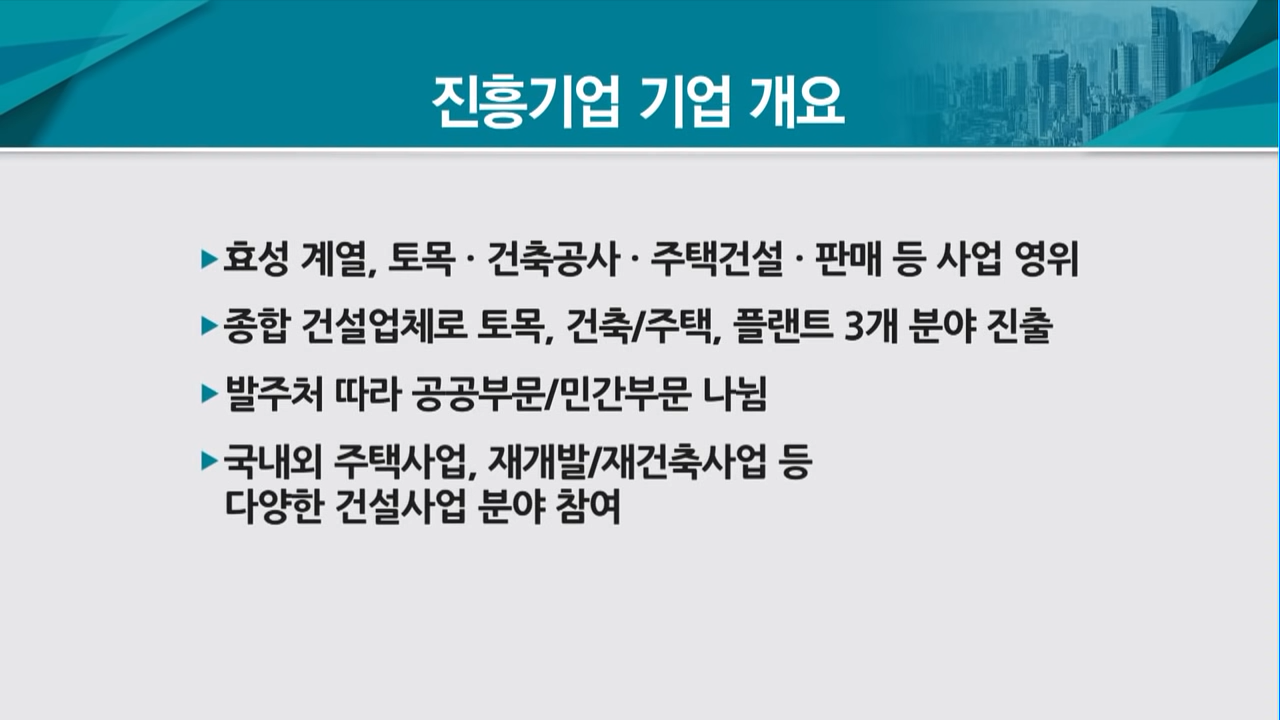 진흥기업 기업 개요
▶효성 계열, 토목 · 건축공사 · 주택건설 · 판매 등 사업 영위
▶종합 건설업체로 토목, 건축/주택, 플랜트 3개 분야 진출
▶발주처 따라 공공부문/민간부문 나뉨
▶국내외 주택사업, 재개발/재건축사업 등
다양한 건설사업 분야 참여